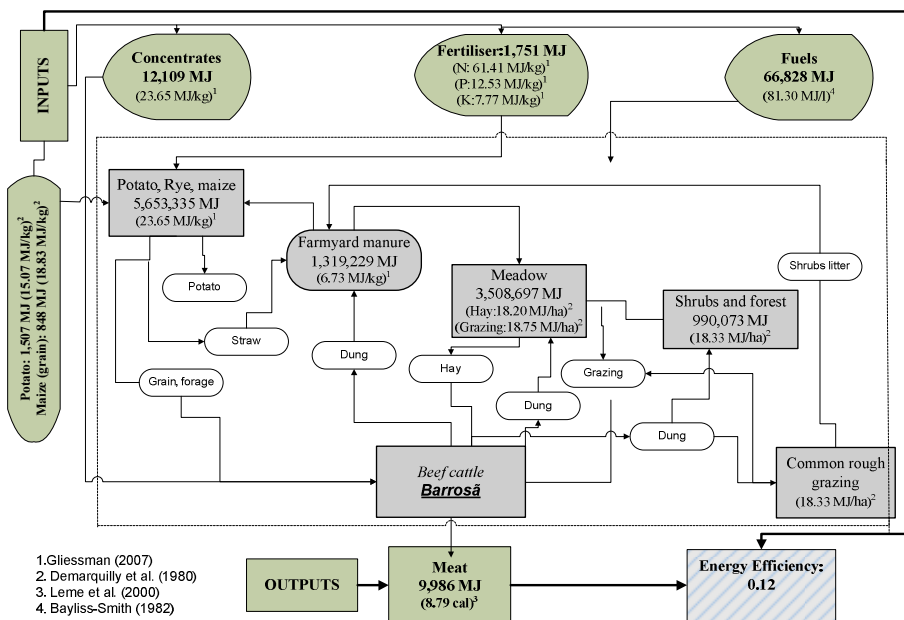 INPUTS
Concentrates
12,109 MJ
(23.65 MJ/kg)1
Fertiliser:1,751 MJ
(N: 61.41 MJ/kg)1
(P:12.53 MJ/kg)1
(K:7.77 MJ/kg)1
Fuels
66,828 MJ
(81.30 MJ/l)4
Potato: 1,507 MJ (15.07 MJ/kg)2
Maize (grain): 848 MJ (18.83 MJ/kg)2
Potato, Rye, maize
5,653,335 MJ
(23.65 MJ/kg)1
Farmyard manure
1,319,229 MJ
(6.73 MJ/kg)1
Meadow
3,508,697 MJ
(Hay:18.20 MJ/ha)2
(Grazing:18.75 MJ/ha)2
Shrubs and forest
990,073 MJ
(18.33 MJ/ha)2
Shrubs litter
Potato
Straw
Dung
Hay
Grazing
Grain, forage
Dung
Dung
Beef cattle
Barrosã
Common rough
grazing
(18.33 MJ/ha)2
1.Gliessman (2007)
2. Demarquilly et al. (1980)
3. Leme et al. (2000)
4. Bayliss-Smith (1982)
OUTPUTS
Meat
9,986 MJ
(8.79 cal)3
Energy Efficiency:
0.12